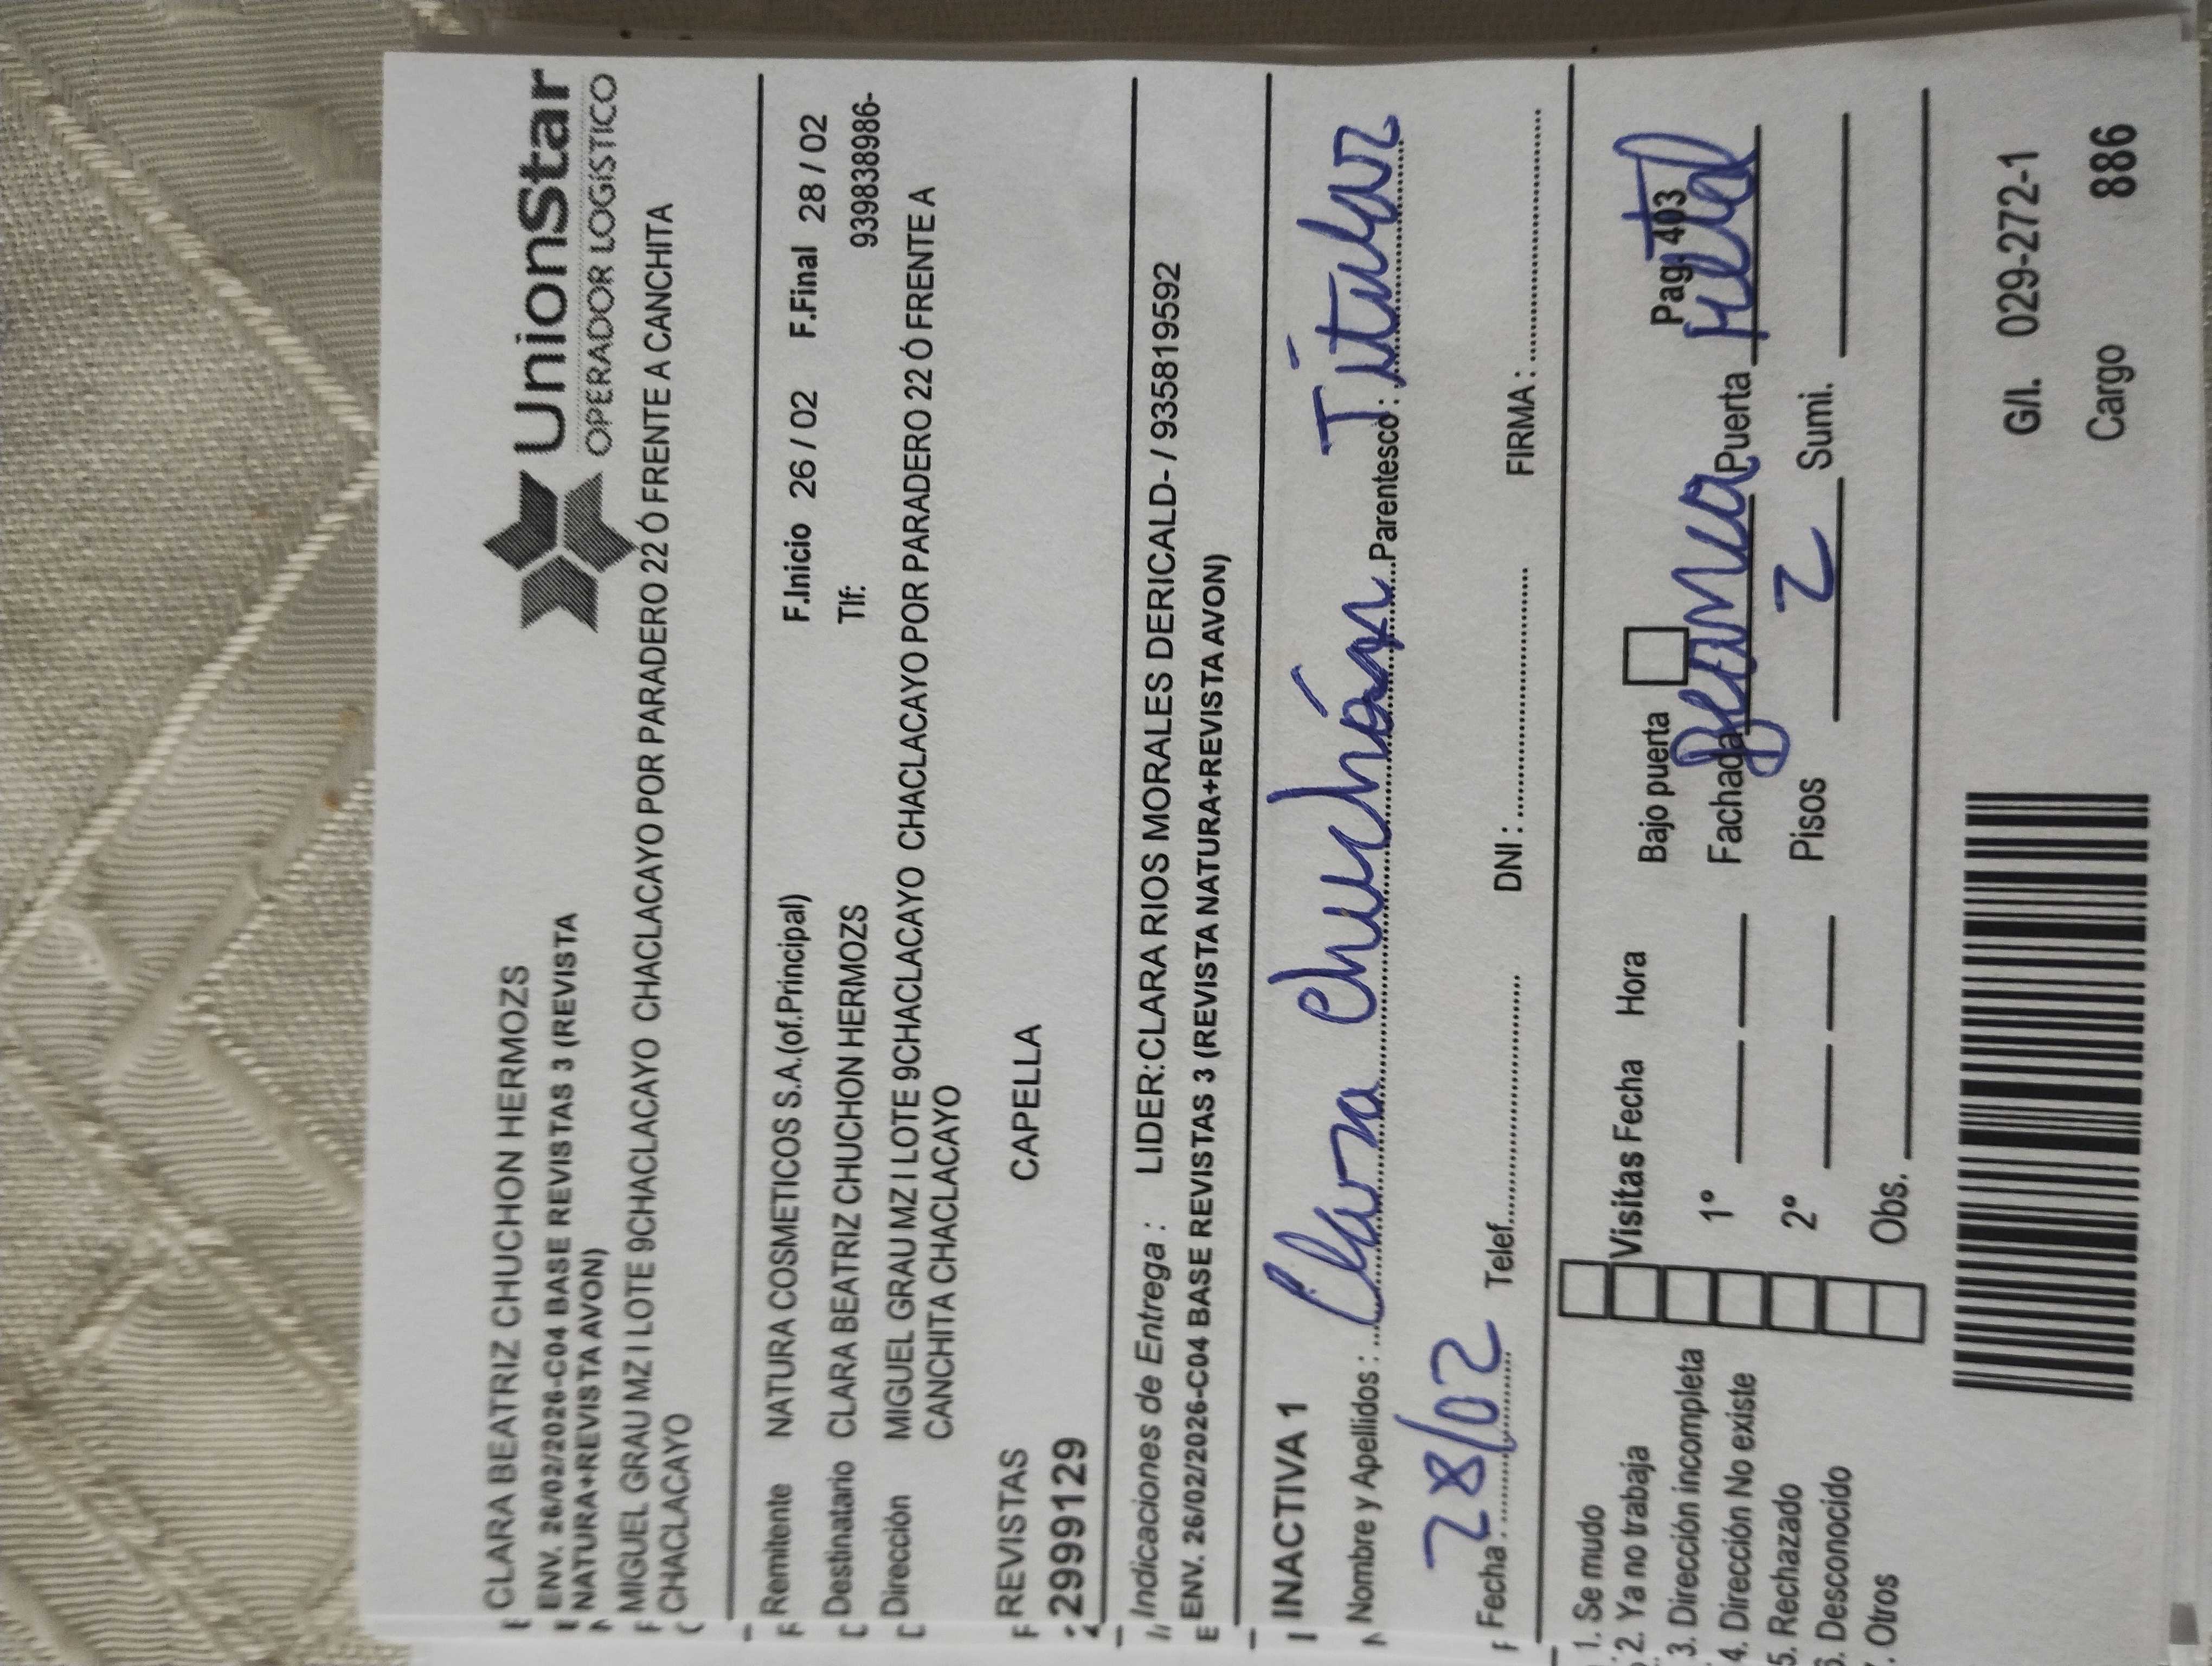 CLARA BEATRIZ CHUCHON HERMOZS
ENV. 26/02/2026-C04 BASE REVISTAS 3 (REVISTA
NATURA+REVISTA AVON)
UnionStar
OPERADOR LOGíSTICO
MIGUEL GRAU MZ I LOTE 9CHACLACAYO CHACLACAYO POR PARADERO 22 Ó FRENTE A CANCHITA
CHACLACAYO
Remitente NATURA COSMETICOS S.A.(of.Principal) F.Inicio 26 / 02 F.Final 28 / 02
Destinatario CLARA BEATRIZ CHUCHON HERMOZS Tlf: 939838986-
Dirección MIGUEL GRAU MZ I LOTE 9CHACLACAYO CHACLACAYO POR PARADERO 22 Ó FRENTE A
CANCHITA CHACLACAYO
REVISTAS CAPELLA
2999129
Indicaciones de Entrega : LIDER:CLARA RIOS MORALES DERICALD- / 935819592
ENV. 26/02/2026-C04 BASE REVISTAS 3 (REVISTA NATURA+REVISTA AVON)
INACTIVA 1
Nombre y Apellidos : Clara Chuchón Parentesco : Titular
Fecha : 28/02 Telef. DNI : FIRMA :
1. Se mudo
2. Ya no trabaja
3. Dirección incompleta
4. Dirección No existe
5. Rechazado
6. Desconocido
. Otros
Visitas Fecha Hora
1º
2º
Obs.
Bajo puerta Pag. 403
Fachada Blanca Puerta Metal
Pisos 2 Sumi.
G/I. 029-272-1
Cargo 886